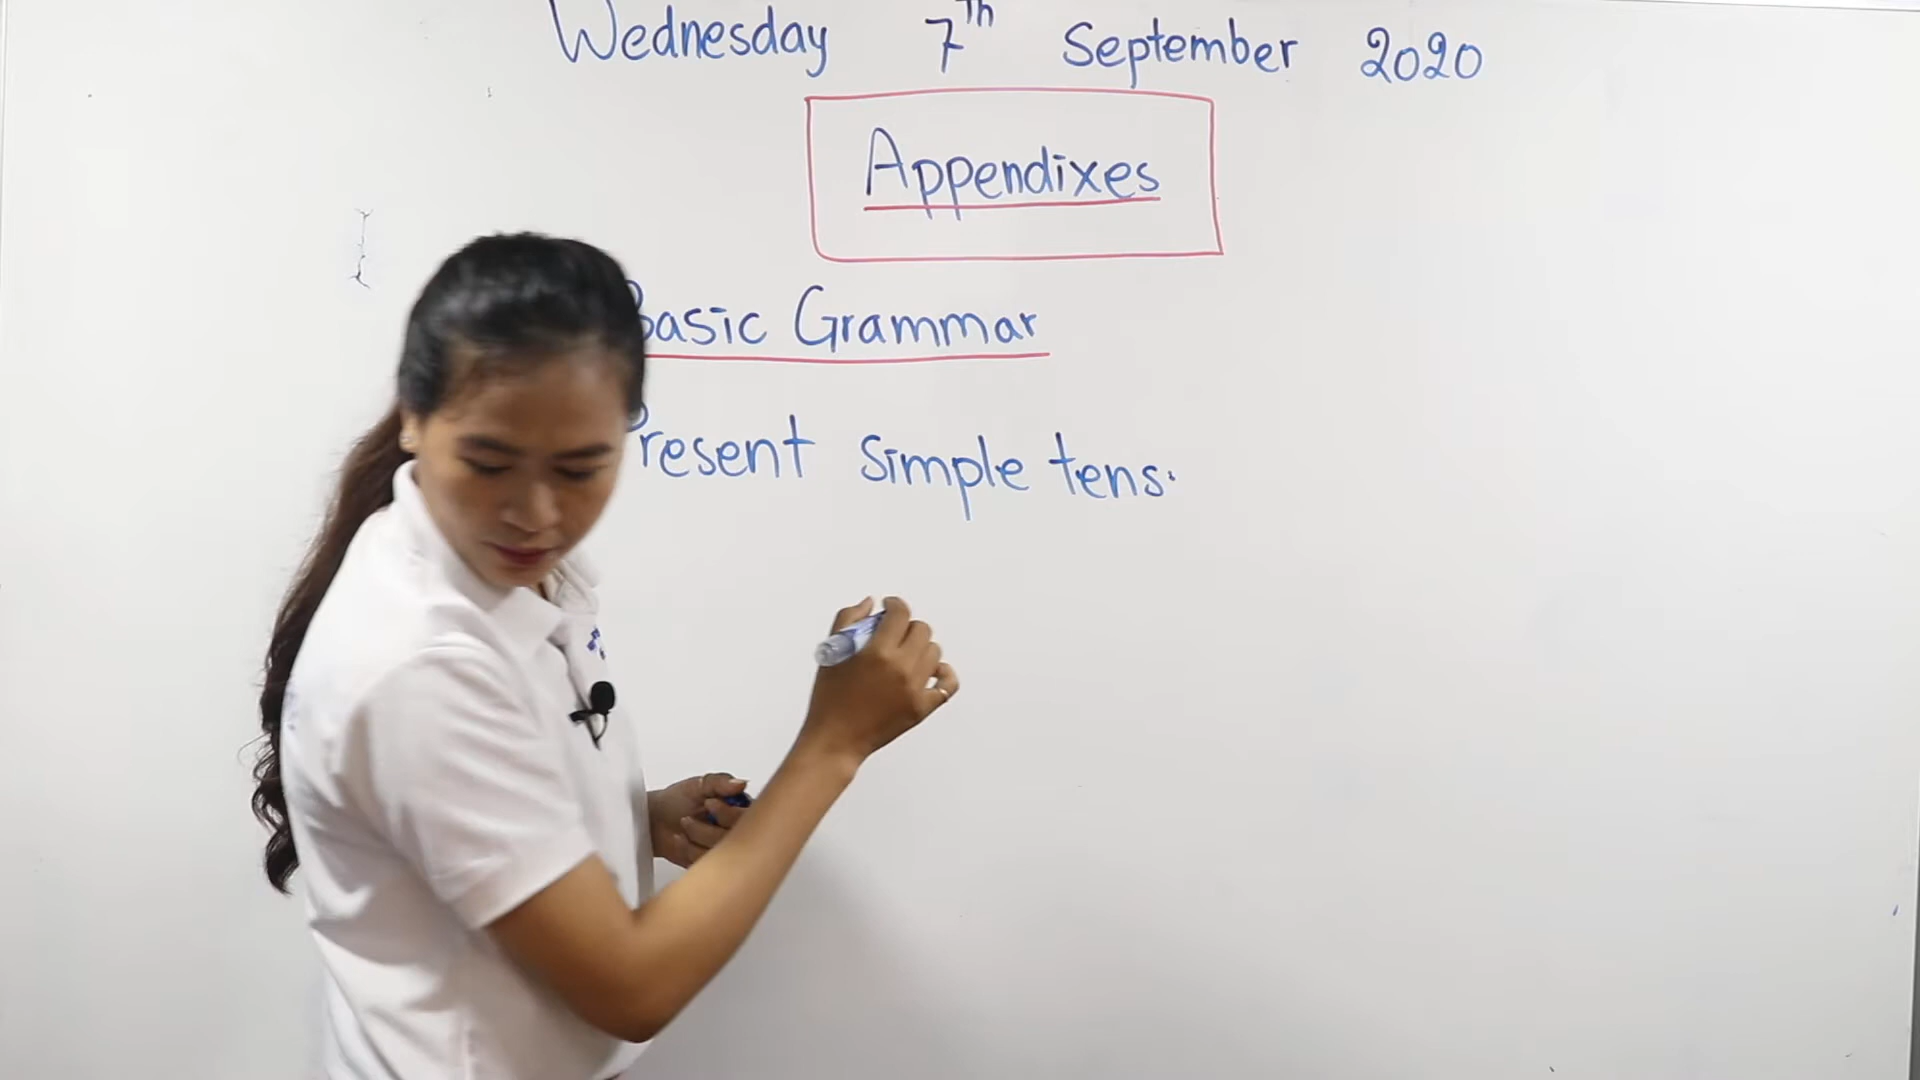 Wednesday 7Th September 2020
Appendixes
Basic Grammar
Present simple tens